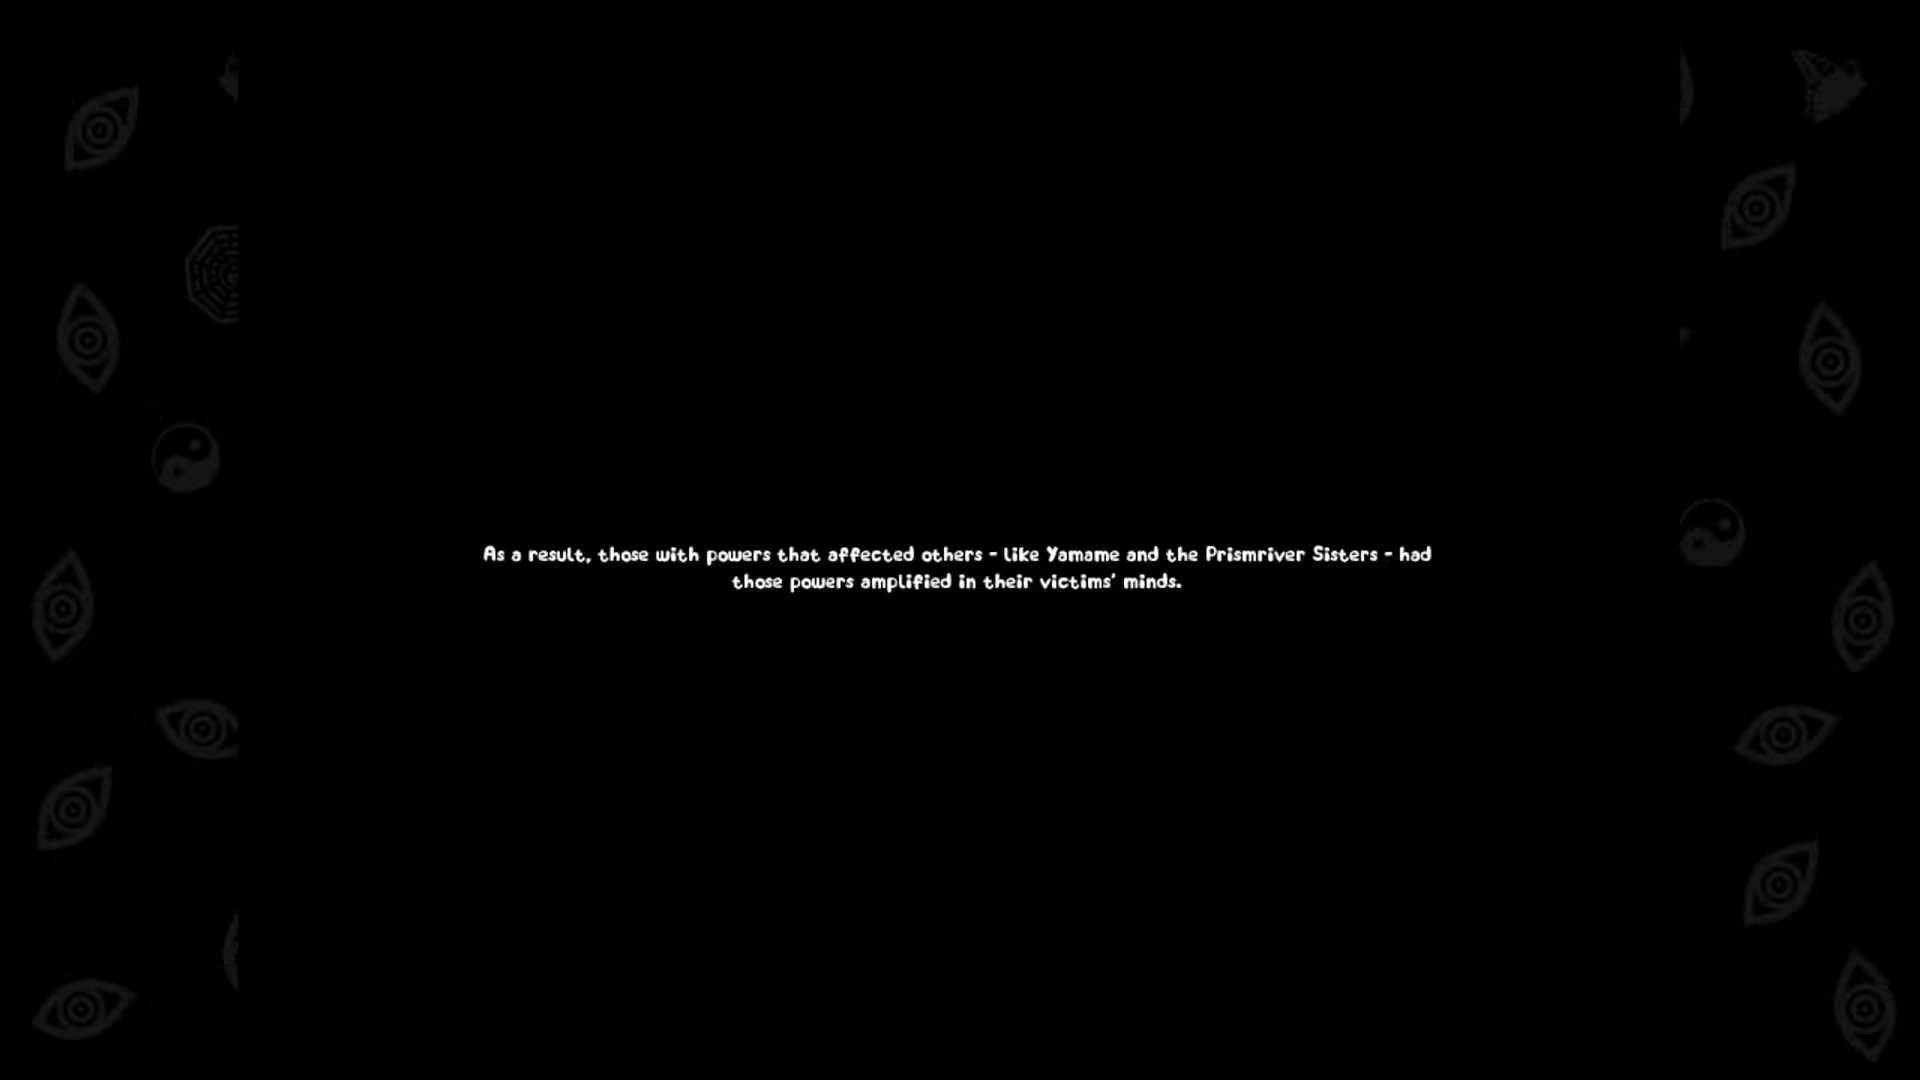 As a result, those with powers that affected others - like Yamame and the Prismriver Sisters - had
those powers amplified in their victims' minds.